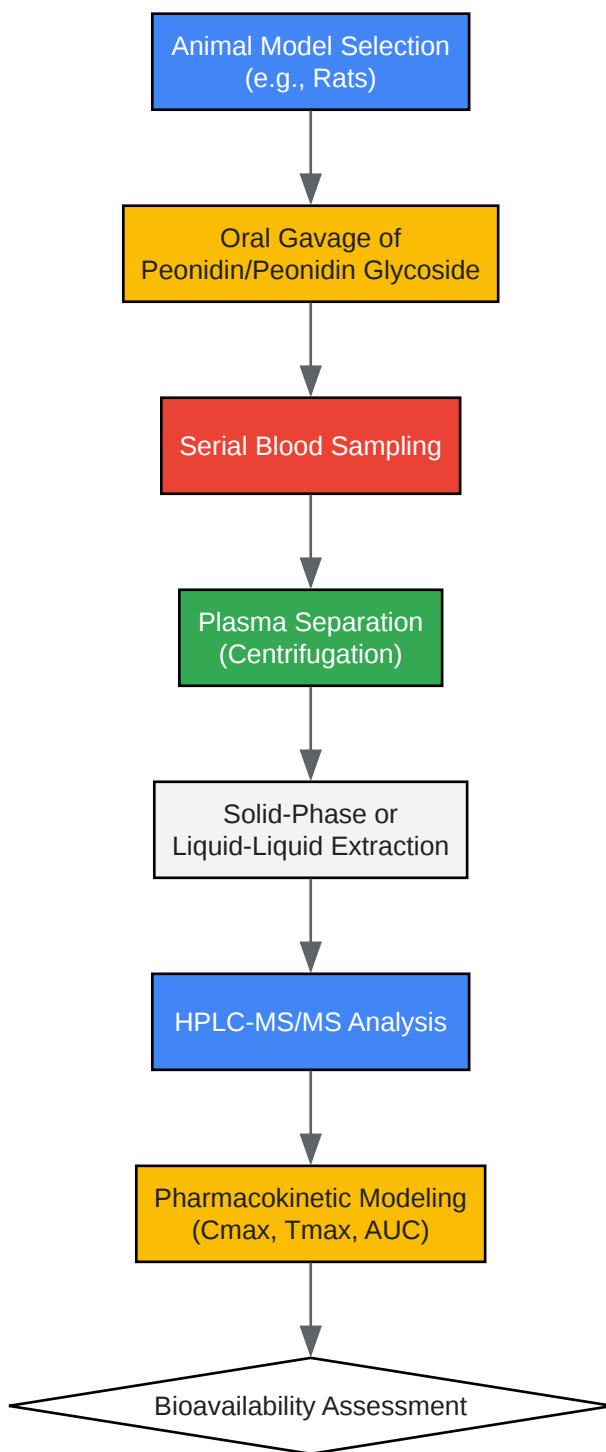 Animal Model Selection
(e.g., Rats)
Oral Gavage of
Peonidin/Peonidin Glycoside
Serial Blood Sampling
Plasma Separation
(Centrifugation)
Solid-Phase or
Liquid-Liquid Extraction
HPLC-MS/MS Analysis
Pharmacokinetic Modeling
(Cmax, Tmax, AUC)
Bioavailability Assessment